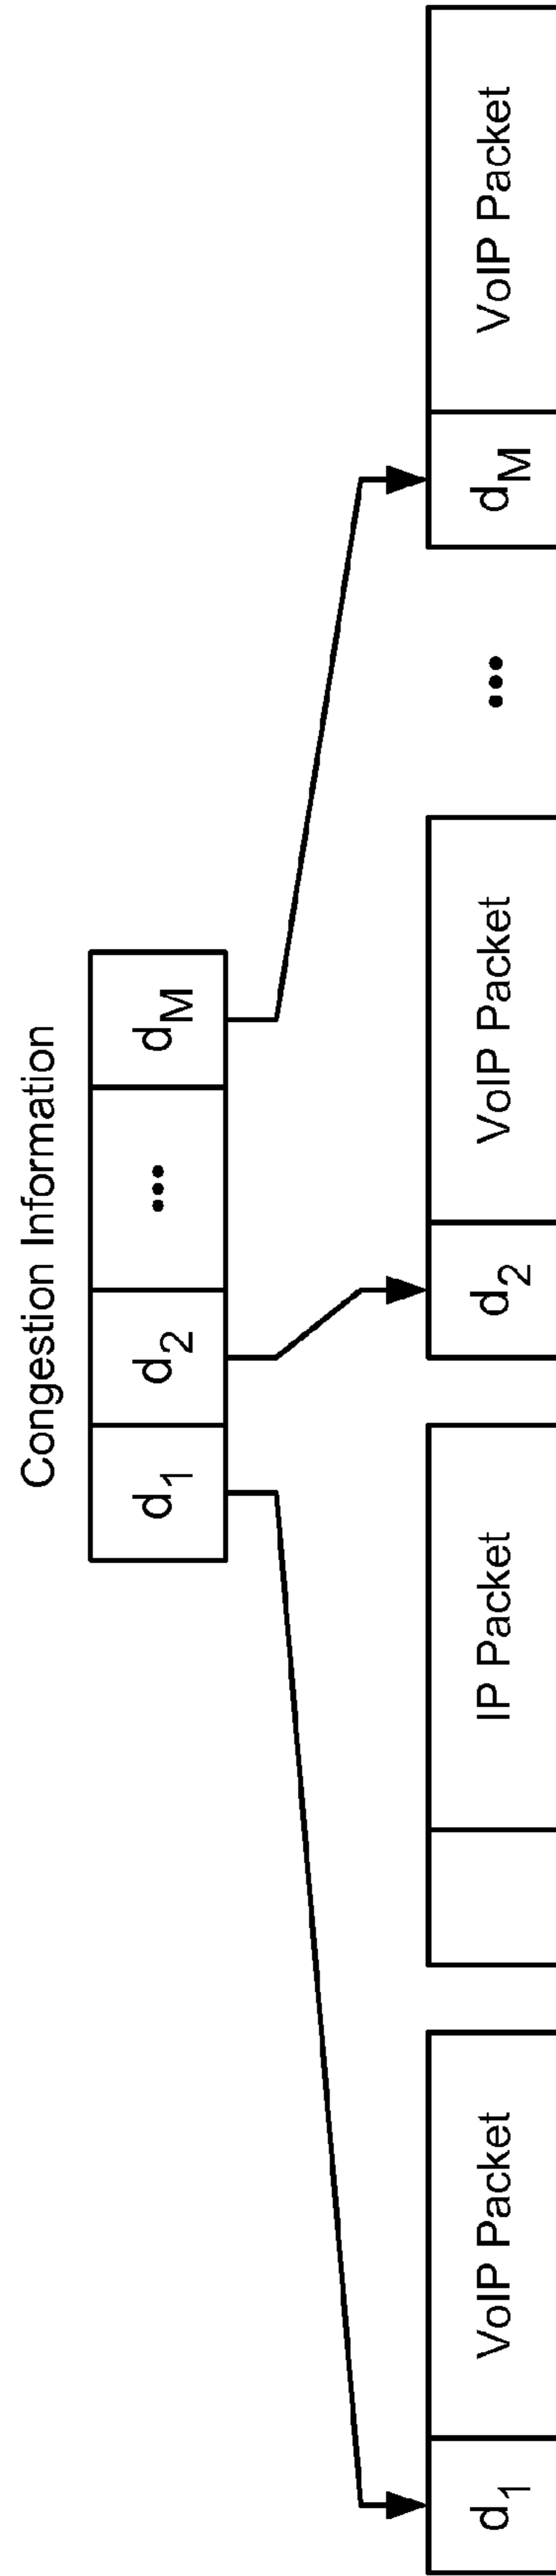 Congestion Information
d1 d2 ... dM
d1 VoIP Packet IP Packet d2 VoIP Packet ... dM VoIP Packet